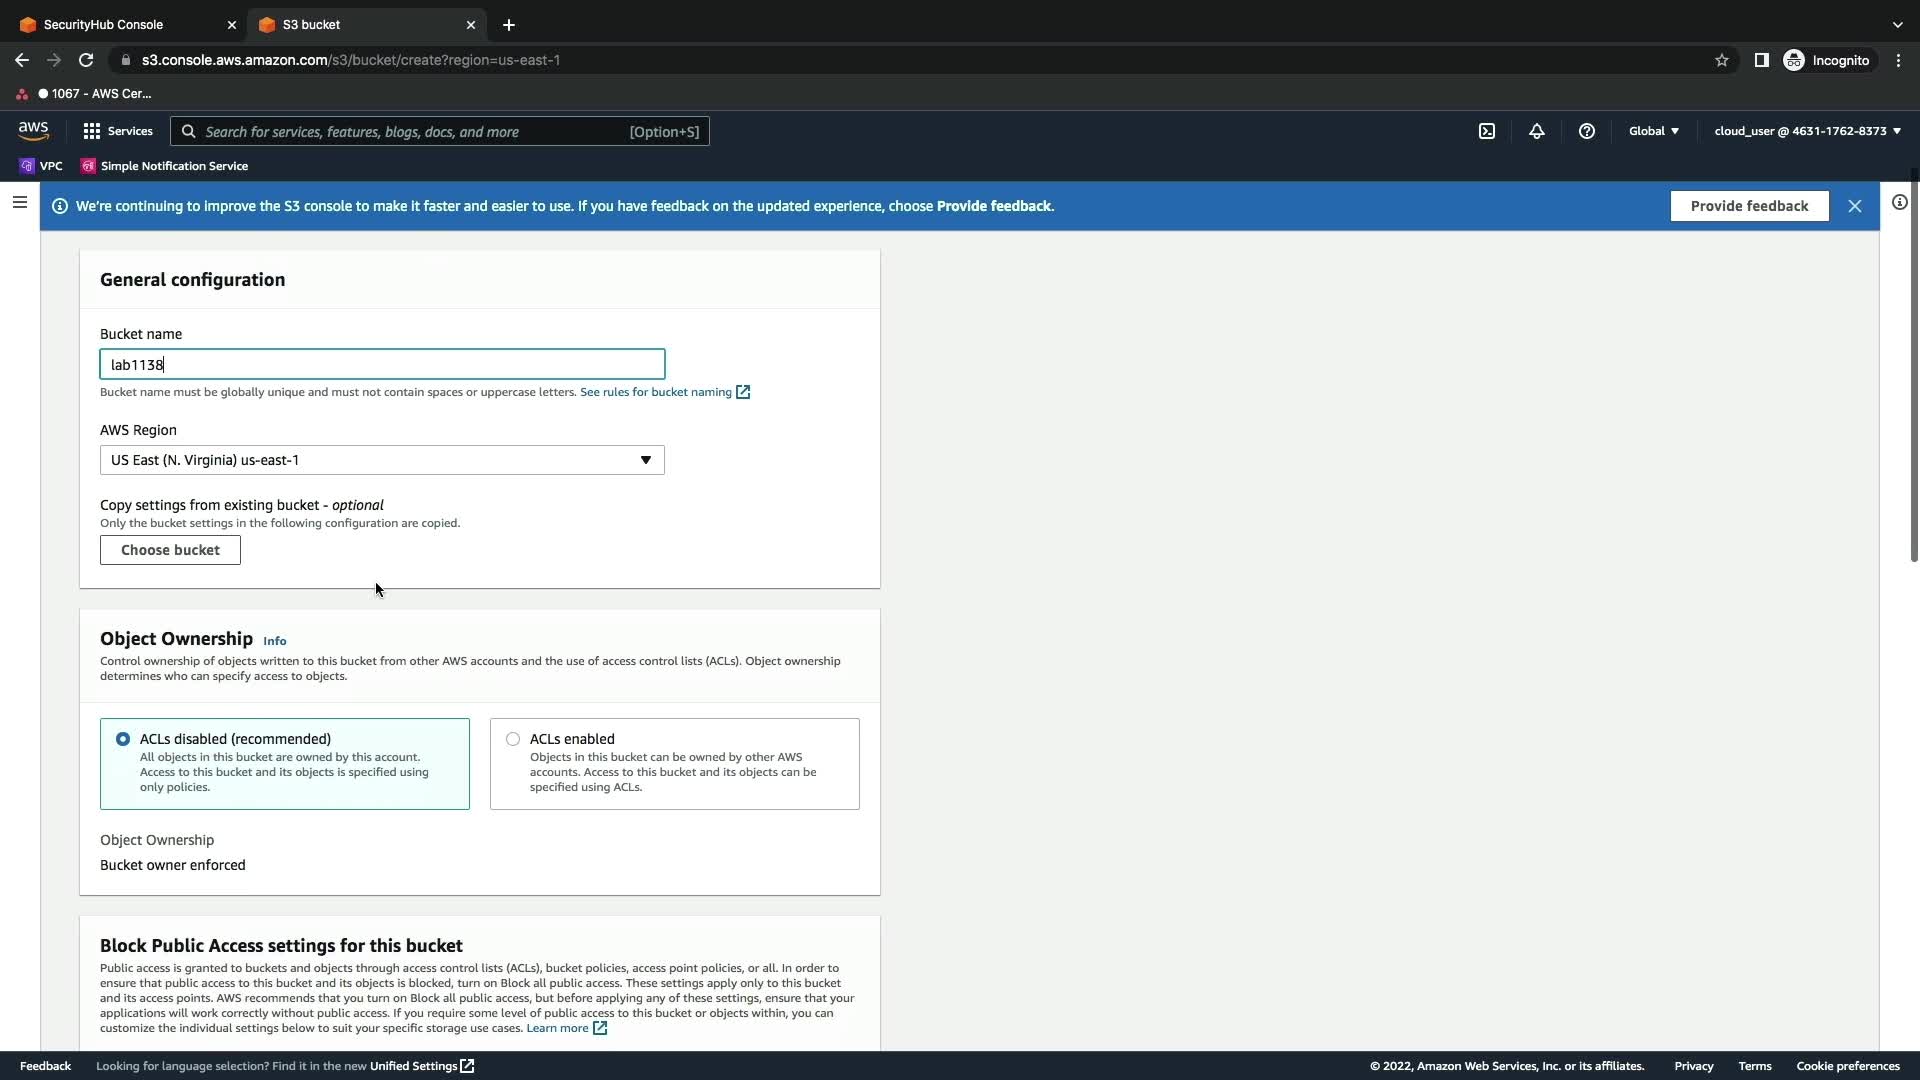 SecurityHub Console
S3 bucket
s3.console.aws.amazon.com/s3/bucket/create?region=us-east-1
Incognito
1067 - AWS Cer...
aws
Services
Search for services, features, blogs, docs, and more
[Option+S]
Global
cloud_user @ 4631-1762-8373
VPC
Simple Notification Service
We're continuing to improve the S3 console to make it faster and easier to use. If you have feedback on the updated experience, choose Provide feedback.
Provide feedback
General configuration
Bucket name
lab1138
Bucket name must be globally unique and must not contain spaces or uppercase letters. See rules for bucket naming
AWS Region
US East (N. Virginia) us-east-1
Copy settings from existing bucket - optional
Only the bucket settings in the following configuration are copied.
Choose bucket
Object Ownership Info
Control ownership of objects written to this bucket from other AWS accounts and the use of access control lists (ACLs). Object ownership
determines who can specify access to objects.
ACLs disabled (recommended)
All objects in this bucket are owned by this account.
Access to this bucket and its objects is specified using
only policies.
ACLs enabled
Objects in this bucket can be owned by other AWS
accounts. Access to this bucket and its objects can be
specified using ACLs.
Object Ownership
Bucket owner enforced
Block Public Access settings for this bucket
Public access is granted to buckets and objects through access control lists (ACLs), bucket policies, access point policies, or all. In order to
ensure that public access to this bucket and its objects is blocked, turn on Block all public access. These settings apply only to this bucket
and its access points. AWS recommends that you turn on Block all public access, but before applying any of these settings, ensure that your
applications will work correctly without public access. If you require some level of public access to this bucket or objects within, you can
customize the individual settings below to suit your specific storage use cases. Learn more
Feedback
Looking for language selection? Find it in the new Unified Settings
© 2022, Amazon Web Services, Inc. or its affiliates.
Privacy
Terms
Cookie preferences